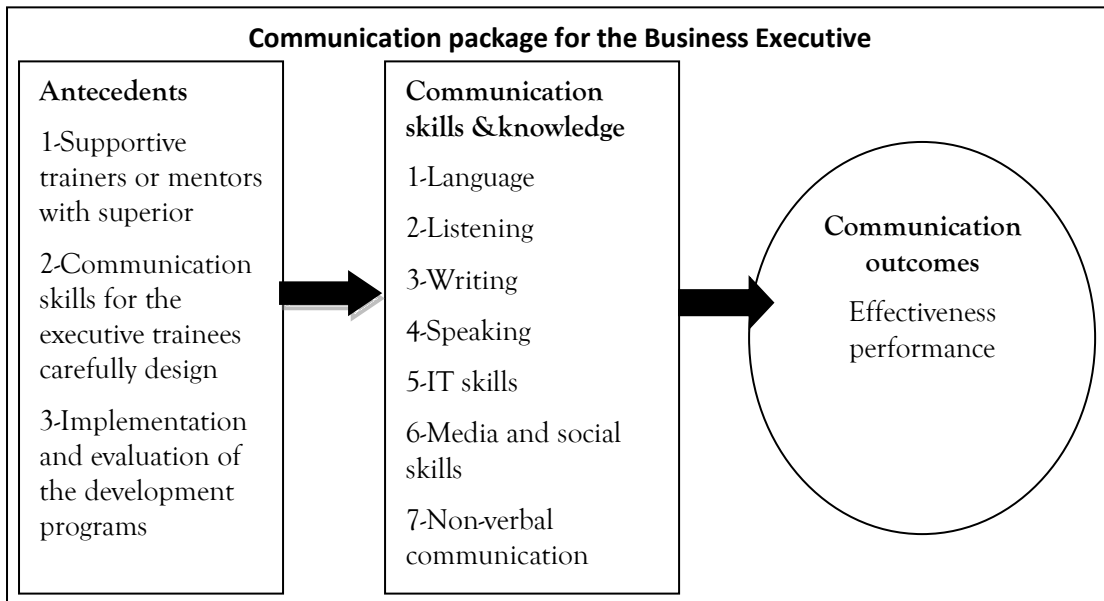 Communication package for the Business Executive
Antecedents
1-Supportive
trainers or mentors
with superior
2-Communication
skills for the
executive trainees
carefully design
3-Implementation
and evaluation of
the development
programs
Communication
skills &knowledge
1-Language
2-Listening
3-Writing
4-Speaking
5-IT skills
6-Media and social
skills
7-Non-verbal
communication
Communication
outcomes
Effectiveness
performance